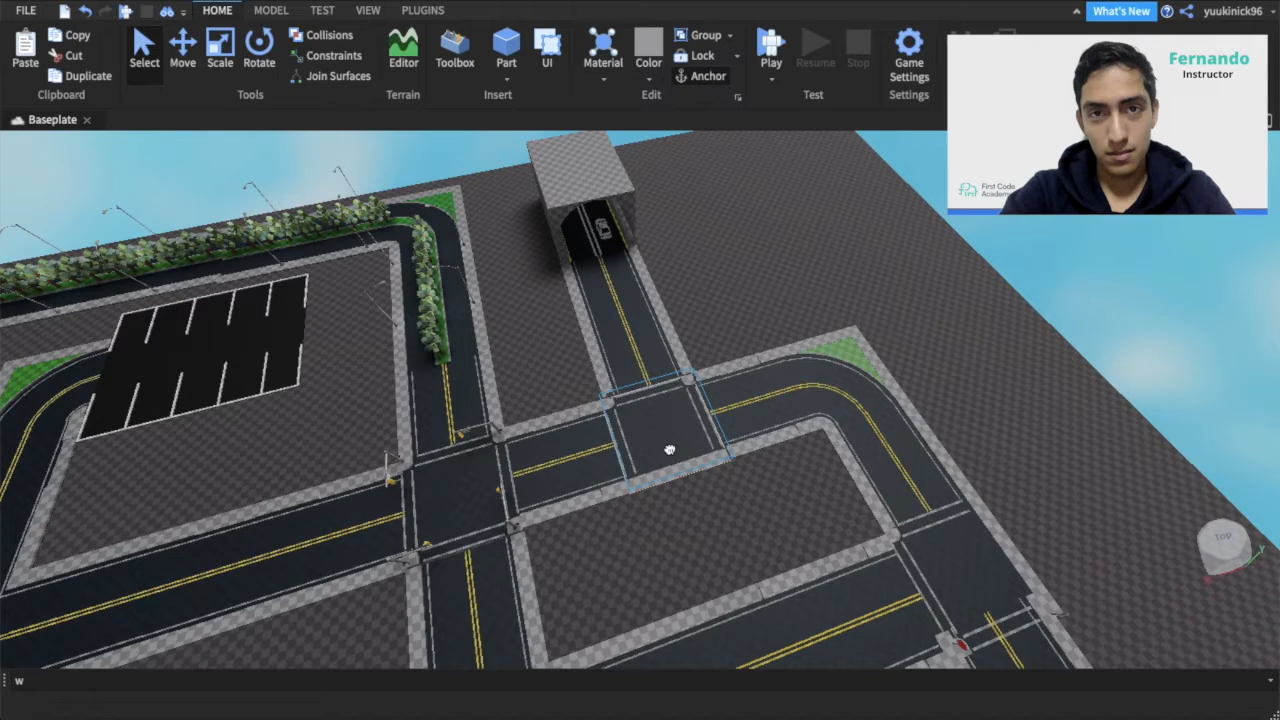 FILE
HOME
MODEL
TEST
VIEW
PLUGINS
What's New
yuukinick96
Paste
Copy
Cut
Duplicate
Clipboard
Select
Move
Scale
Rotate
Collisions
Constraints
Join Surfaces
Tools
Editor
Terrain
Toolbox
Part
UI
Insert
Material
Color
Group
Lock
Anchor
Edit
Play
Resume
Stop
Test
Game
Settings
Settings
Baseplate
Fernando
Instructor
First Code
Academy
TOP
Y
w